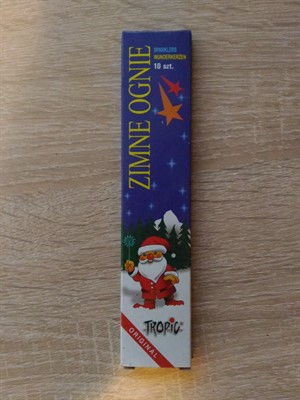 ZIMNE OGNIE
SPARKLERS
WUNDERKERZEN
10 szt.
TROPIC
ORIGINAL